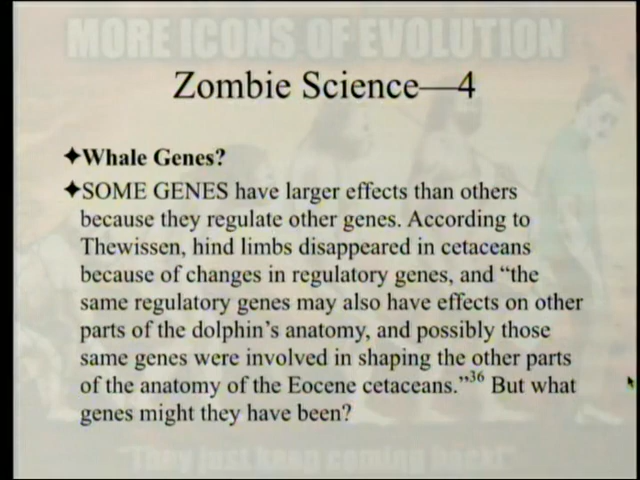 MORE ICONS OF EVOLUTION
Zombie Science—4
✦Whale Genes?
✦SOME GENES have larger effects than others
because they regulate other genes. According to
Thewissen, hind limbs disappeared in cetaceans
because of changes in regulatory genes, and “the
same regulatory genes may also have effects on other
parts of the dolphin’s anatomy, and possibly those
same genes were involved in shaping the other parts
of the anatomy of the Eocene cetaceans.”36 But what
genes might they have been?
"They just keep coming back!"